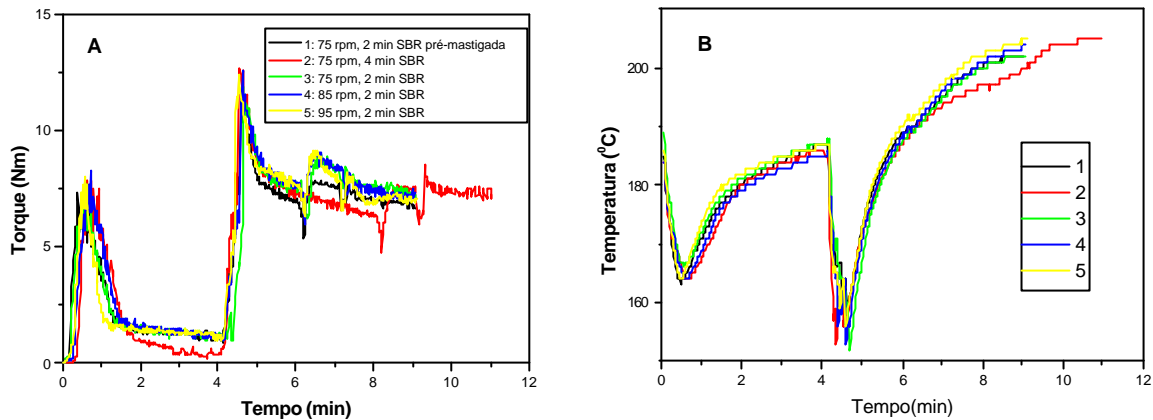 A
1: 75 rpm, 2 min SBR pré-mastigada
2: 75 rpm, 4 min SBR
3: 75 rpm, 2 min SBR
4: 85 rpm, 2 min SBR
5: 95 rpm, 2 min SBR
15
10
5
0
Torque (Nm)
0 2 4 6 8 10 12
Tempo (min)
B
200
180
160
Temperatura (⁰C)
1
2
3
4
5
0 2 4 6 8 10 12
Tempo(min)